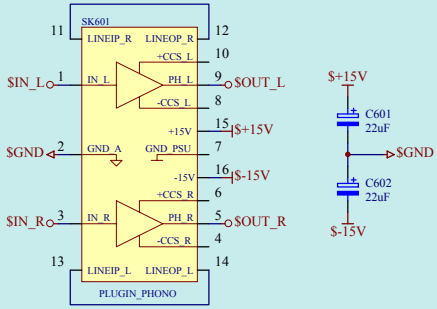 SK601
11 LINEIP_R LINEOP_R 12
+CCS_L 10
$IN_L 1 IN_L PH_L 9 $OUT_L
-CCS_L 8
+15V 15 $+15V
$GND 2 GND_A GND_PSU 7
-15V 16 $-15V
+CCS_R 6
$IN_R 3 IN_R PH_R 5 $OUT_R
-CCS_R 4
13 LINEIP_L LINEOP_L 14
PLUGIN_PHONO
$+15V
+ C601
22uF
$GND
+ C602
22uF
$-15V